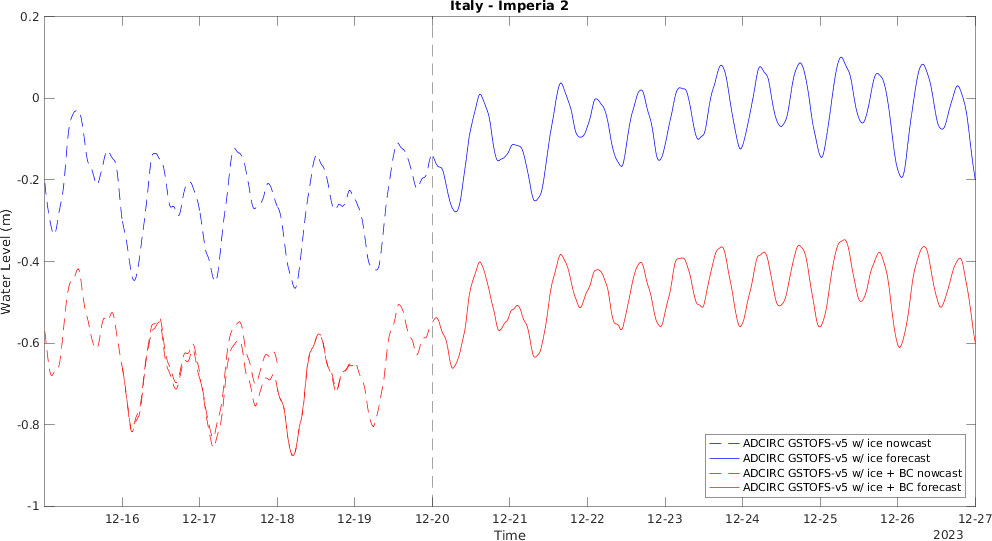 Italy - Imperia 2
0.2
0
-0.2
-0.4
-0.6
-0.8
-1
Water Level (m)
ADCIRC GSTOFS-v5 w/ ice nowcast
ADCIRC GSTOFS-v5 w/ ice forecast
ADCIRC GSTOFS-v5 w/ ice + BC nowcast
ADCIRC GSTOFS-v5 w/ ice + BC forecast
12-16 12-17 12-18 12-19 12-20 12-21 12-22 12-23 12-24 12-25 12-26 12-27
Time
2023